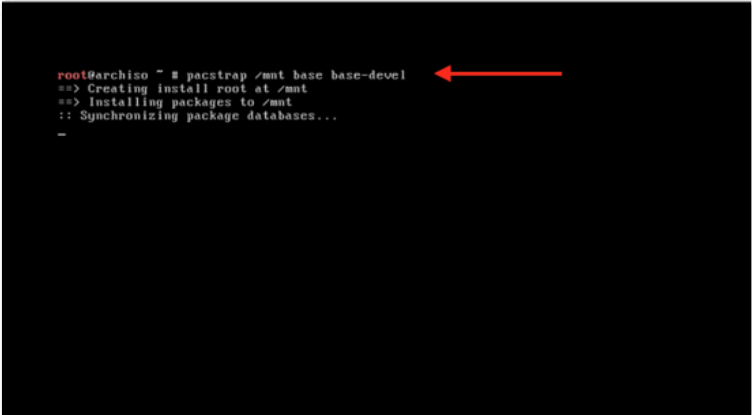 root@archiso ~ # pacstrap /mnt base base-devel
==> Creating install root at /mnt
==> Installing packages to /mnt
:: Synchronizing package databases...